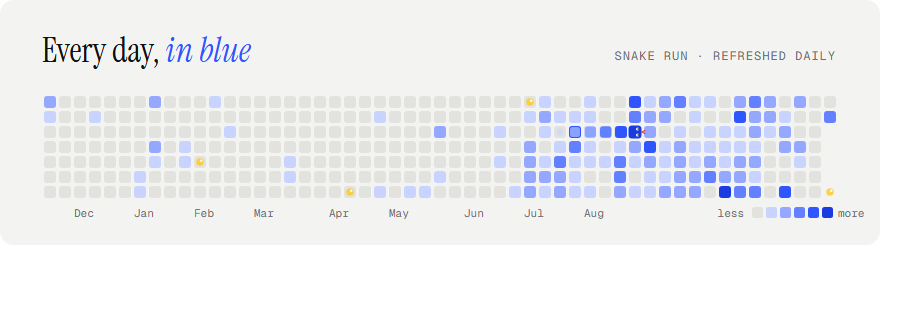 Every day, in blue
SNAKE RUN · REFRESHED DAILY
Dec Jan Feb Mar Apr May Jun Jul Aug less more